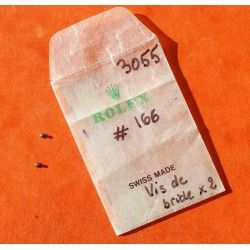 3055
ROLEX
# 166
SWISS MADE
Vis de
bride x 2